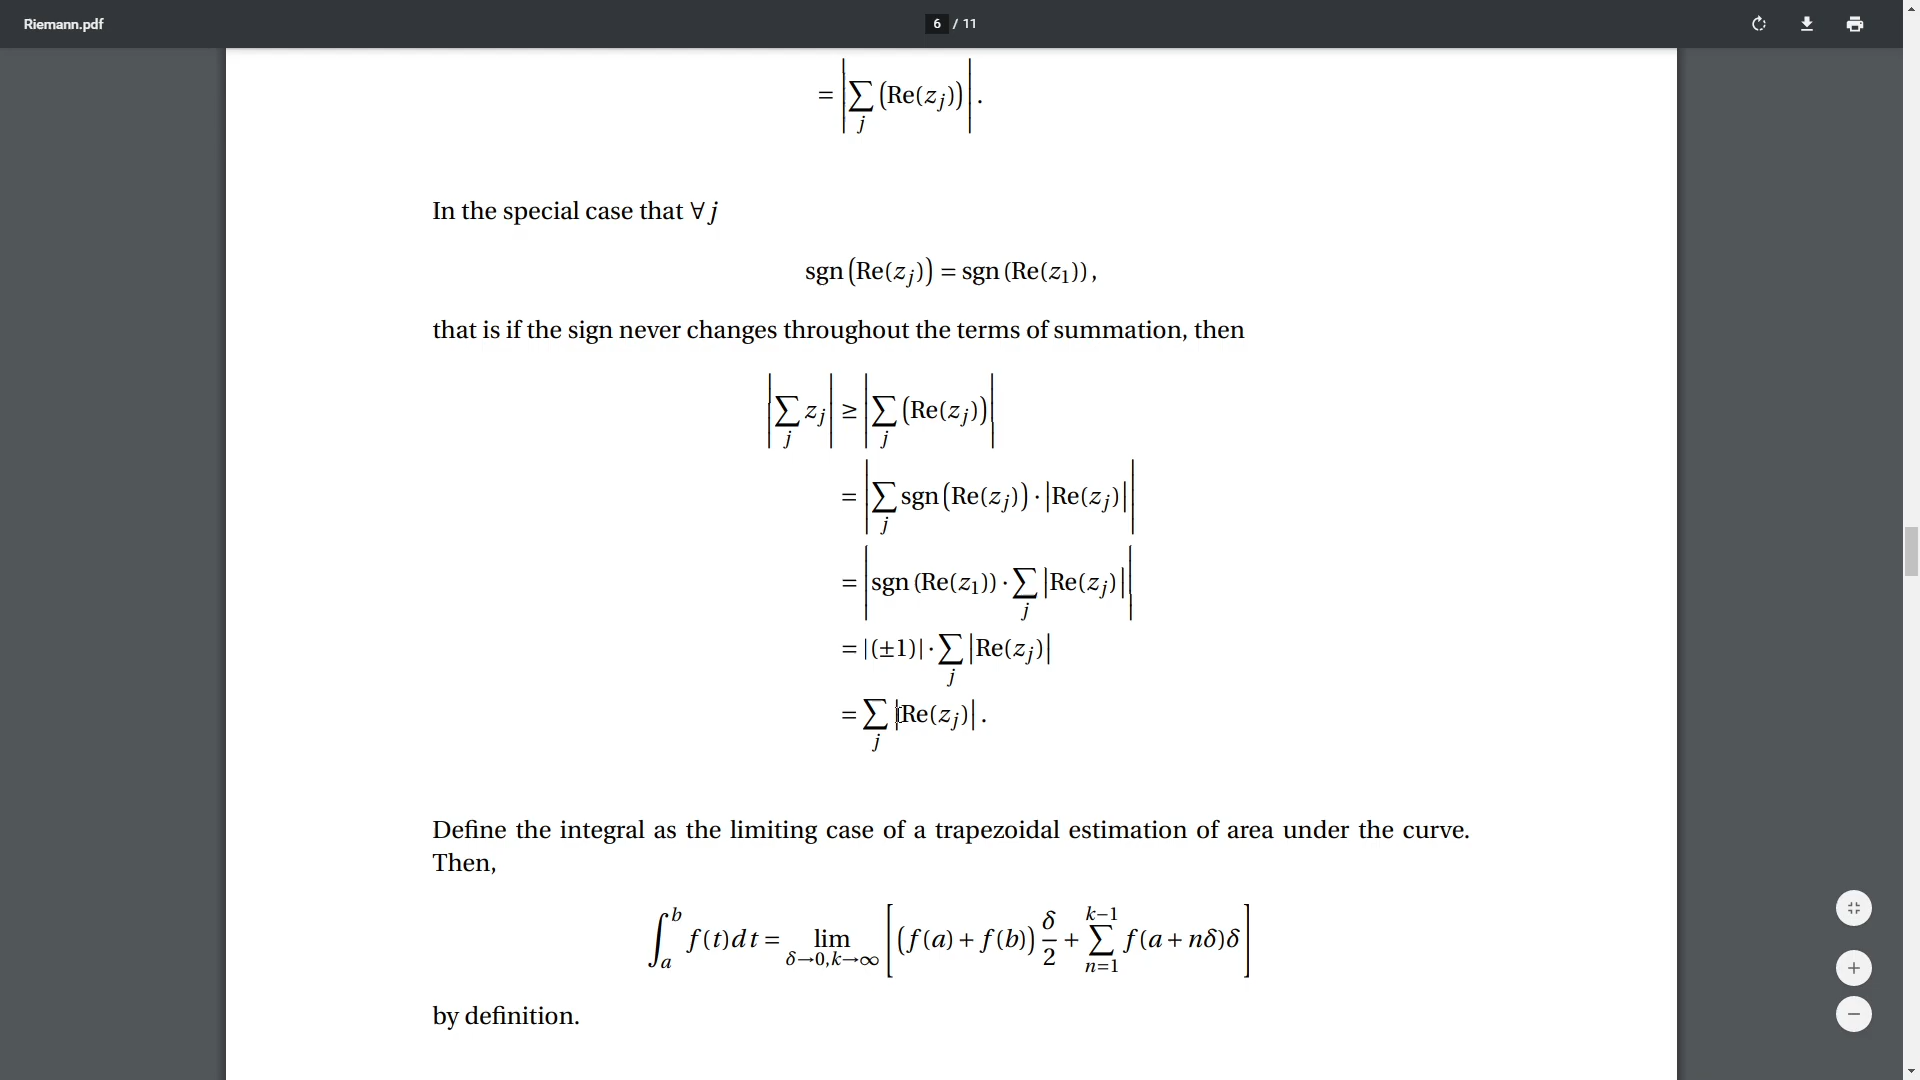 Riemann.pdf
6 / 11
= |∑_j (Re(z_j))| .
In the special case that ∀j
sgn (Re(z_j)) = sgn (Re(z_1)) ,
that is if the sign never changes throughout the terms of summation, then
|∑_j z_j| ≥ |∑_j (Re(z_j))|
= |∑_j sgn (Re(z_j)) · |Re(z_j)||
= |sgn (Re(z_1)) · ∑_j |Re(z_j)||
= |(±1)| · ∑_j |Re(z_j)|
= ∑_j |Re(z_j)| .
Define the integral as the limiting case of a trapezoidal estimation of area under the curve.
Then,
∫_a^b f(t)dt = lim_{δ→0,k→∞} [(f(a) + f(b)) δ/2 + ∑_{n=1}^{k−1} f(a + nδ)δ]
by definition.